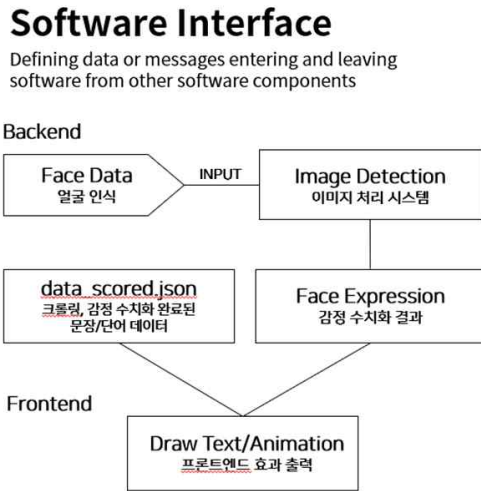 Software Interface
Defining data or messages entering and leaving
software from other software components
Backend
Face Data
얼굴 인식
INPUT
Image Detection
이미지 처리 시스템
data_scored.json
크롤링, 감정 수치화 완료된
문장/단어 데이터
Face Expression
감정 수치화 결과
Frontend
Draw Text/Animation
프론트엔드 효과 출력